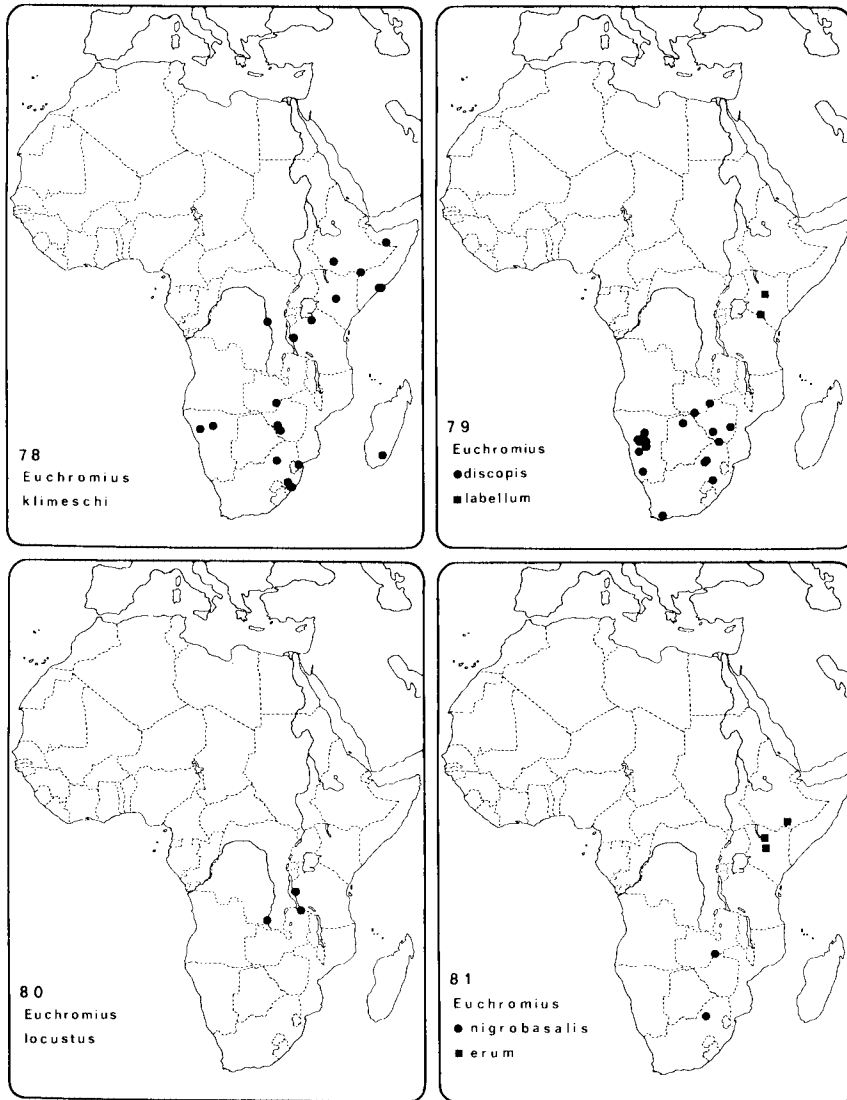 78
Euchromius
klimeschi
79
Euchromius
discopis
labellum
80
Euchromius
locustus
81
Euchromius
nigrobasalis
erum